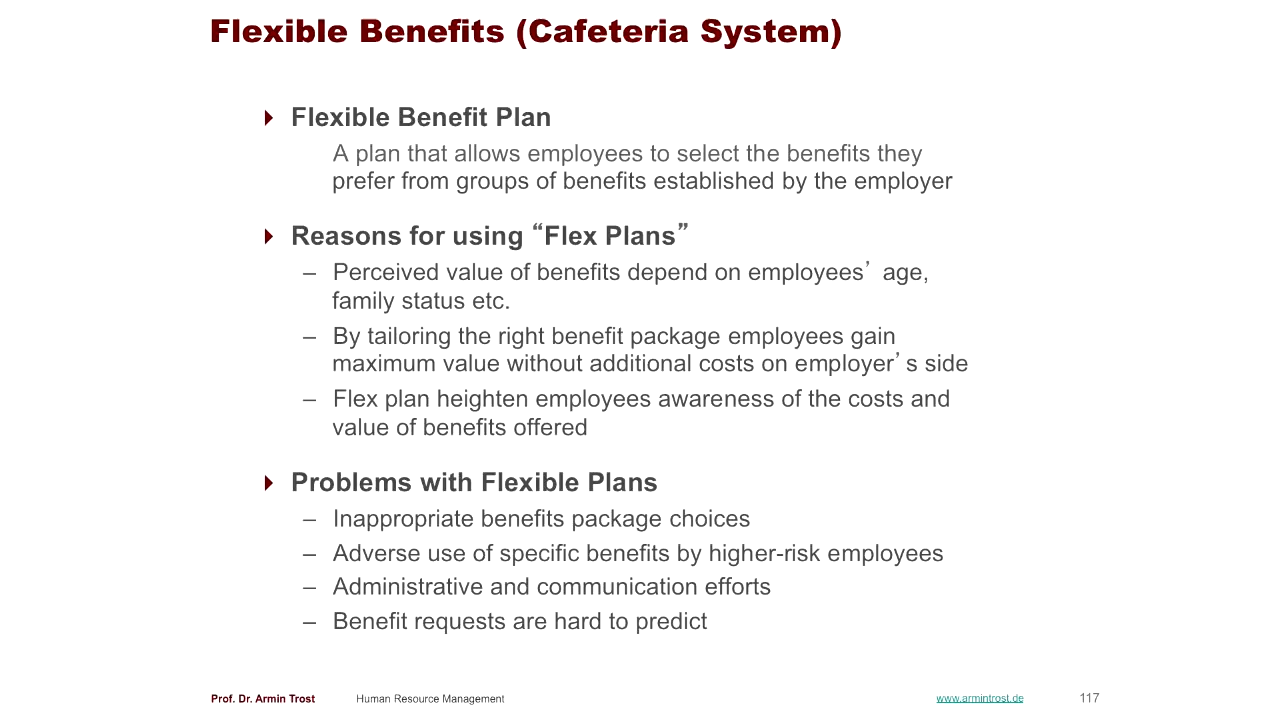 Flexible Benefits (Cafeteria System)
Flexible Benefit Plan
A plan that allows employees to select the benefits they
prefer from groups of benefits established by the employer
Reasons for using “Flex Plans”
– Perceived value of benefits depend on employees’ age,
family status etc.
– By tailoring the right benefit package employees gain
maximum value without additional costs on employer’s side
– Flex plan heighten employees awareness of the costs and
value of benefits offered
Problems with Flexible Plans
– Inappropriate benefits package choices
– Adverse use of specific benefits by higher-risk employees
– Administrative and communication efforts
– Benefit requests are hard to predict
Prof. Dr. Armin Trost Human Resource Management www.armintrost.de 117